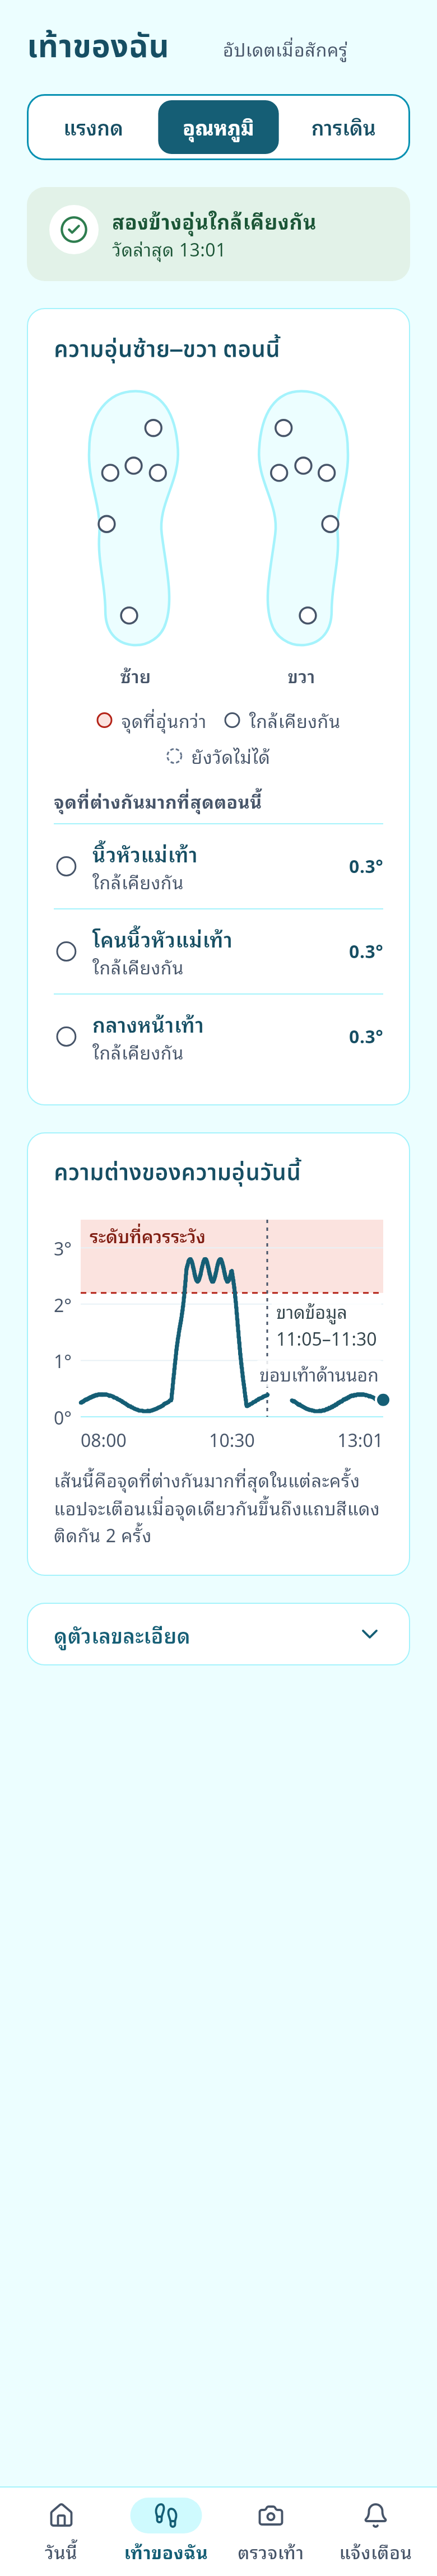 เท้าของฉัน
อัปเดตเมื่อสักครู่
แรงกด
อุณหภูมิ
การเดิน
สองข้างอุ่นใกล้เคียงกัน
วัดล่าสุด 13:01
ความอุ่นซ้าย–ขวา ตอนนี้
ซ้าย
ขวา
จุดที่อุ่นกว่า
ใกล้เคียงกัน
ยังวัดไม่ได้
จุดที่ต่างกันมากที่สุดตอนนี้
นิ้วหัวแม่เท้า
ใกล้เคียงกัน
0.3°
โคนนิ้วหัวแม่เท้า
ใกล้เคียงกัน
0.3°
กลางหน้าเท้า
ใกล้เคียงกัน
0.3°
ความต่างของความอุ่นวันนี้
ระดับที่ควรระวัง
3°
2°
1°
0°
ขาดข้อมูล
11:05–11:30
ขอบเท้าด้านนอก
08:00
10:30
13:01
เส้นนี้คือจุดที่ต่างกันมากที่สุดในแต่ละครั้ง
แอปจะเตือนเมื่อจุดเดียวกันขึ้นถึงแถบสีแดง
ติดกัน 2 ครั้ง
ดูตัวเลขละเอียด
วันนี้
เท้าของฉัน
ตรวจเท้า
แจ้งเตือน